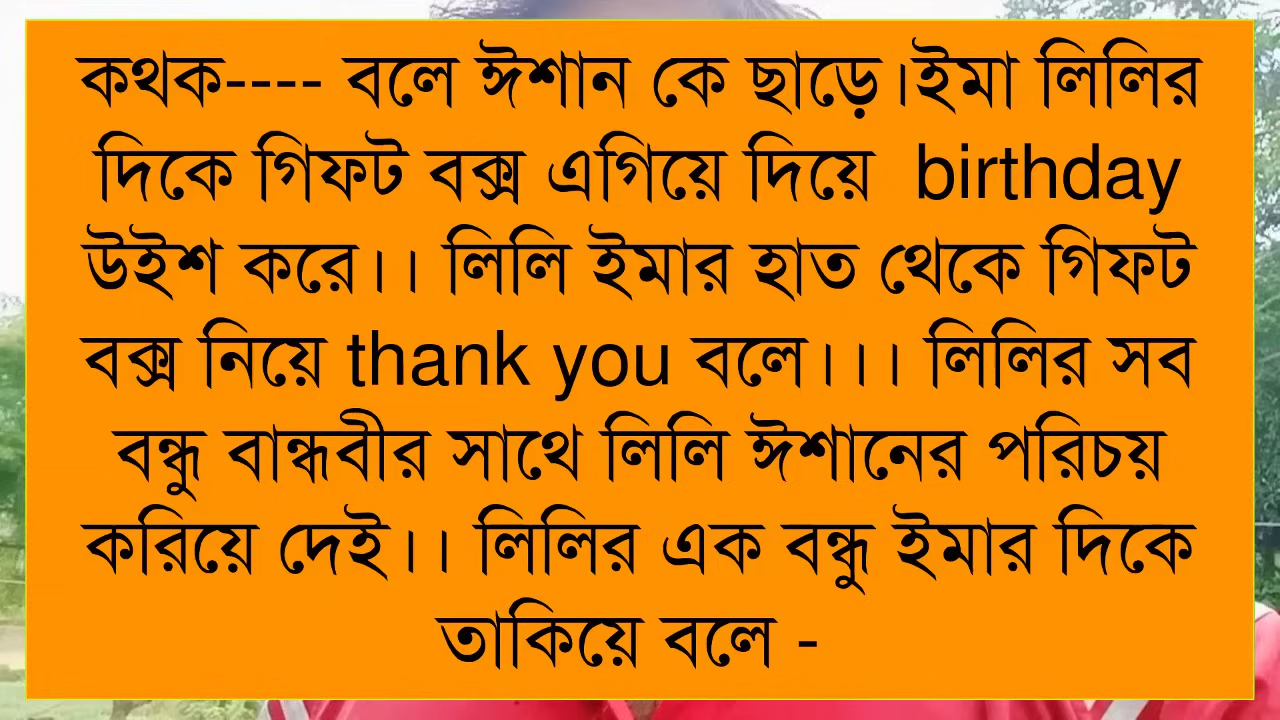 কথক---- বলে ঈশান কে ছাড়ে।ইমা লিলির
দিকে গিফট বক্স এগিয়ে দিয়ে birthday
উইশ করে।। লিলি ইমার হাত থেকে গিফট
বক্স নিয়ে thank you বলে।।। লিলির সব
বন্ধু বান্ধবীর সাথে লিলি ঈশানের পরিচয়
করিয়ে দেই।। লিলির এক বন্ধু ইমার দিকে
তাকিয়ে বলে -